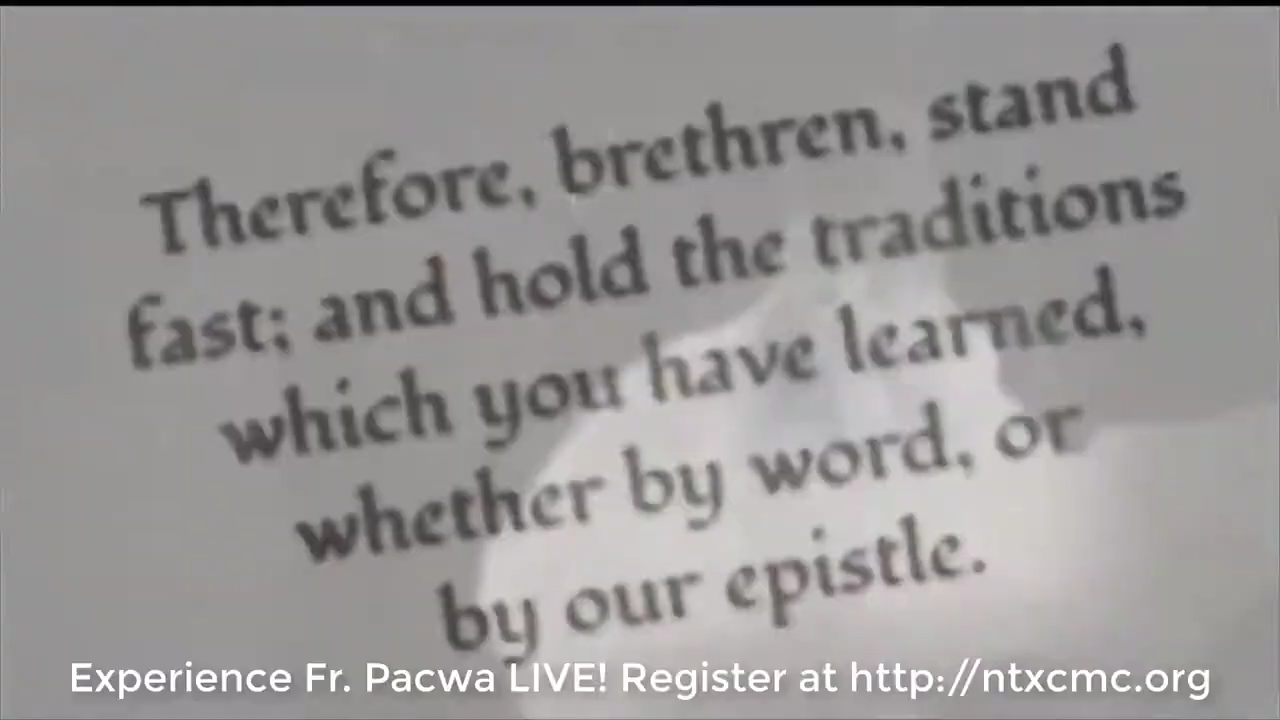 Therefore, brethren, stand
fast; and hold the traditions
which you have learned,
whether by word, or
by our epistle.
Experience Fr. Pacwa LIVE! Register at http://ntxcmc.org